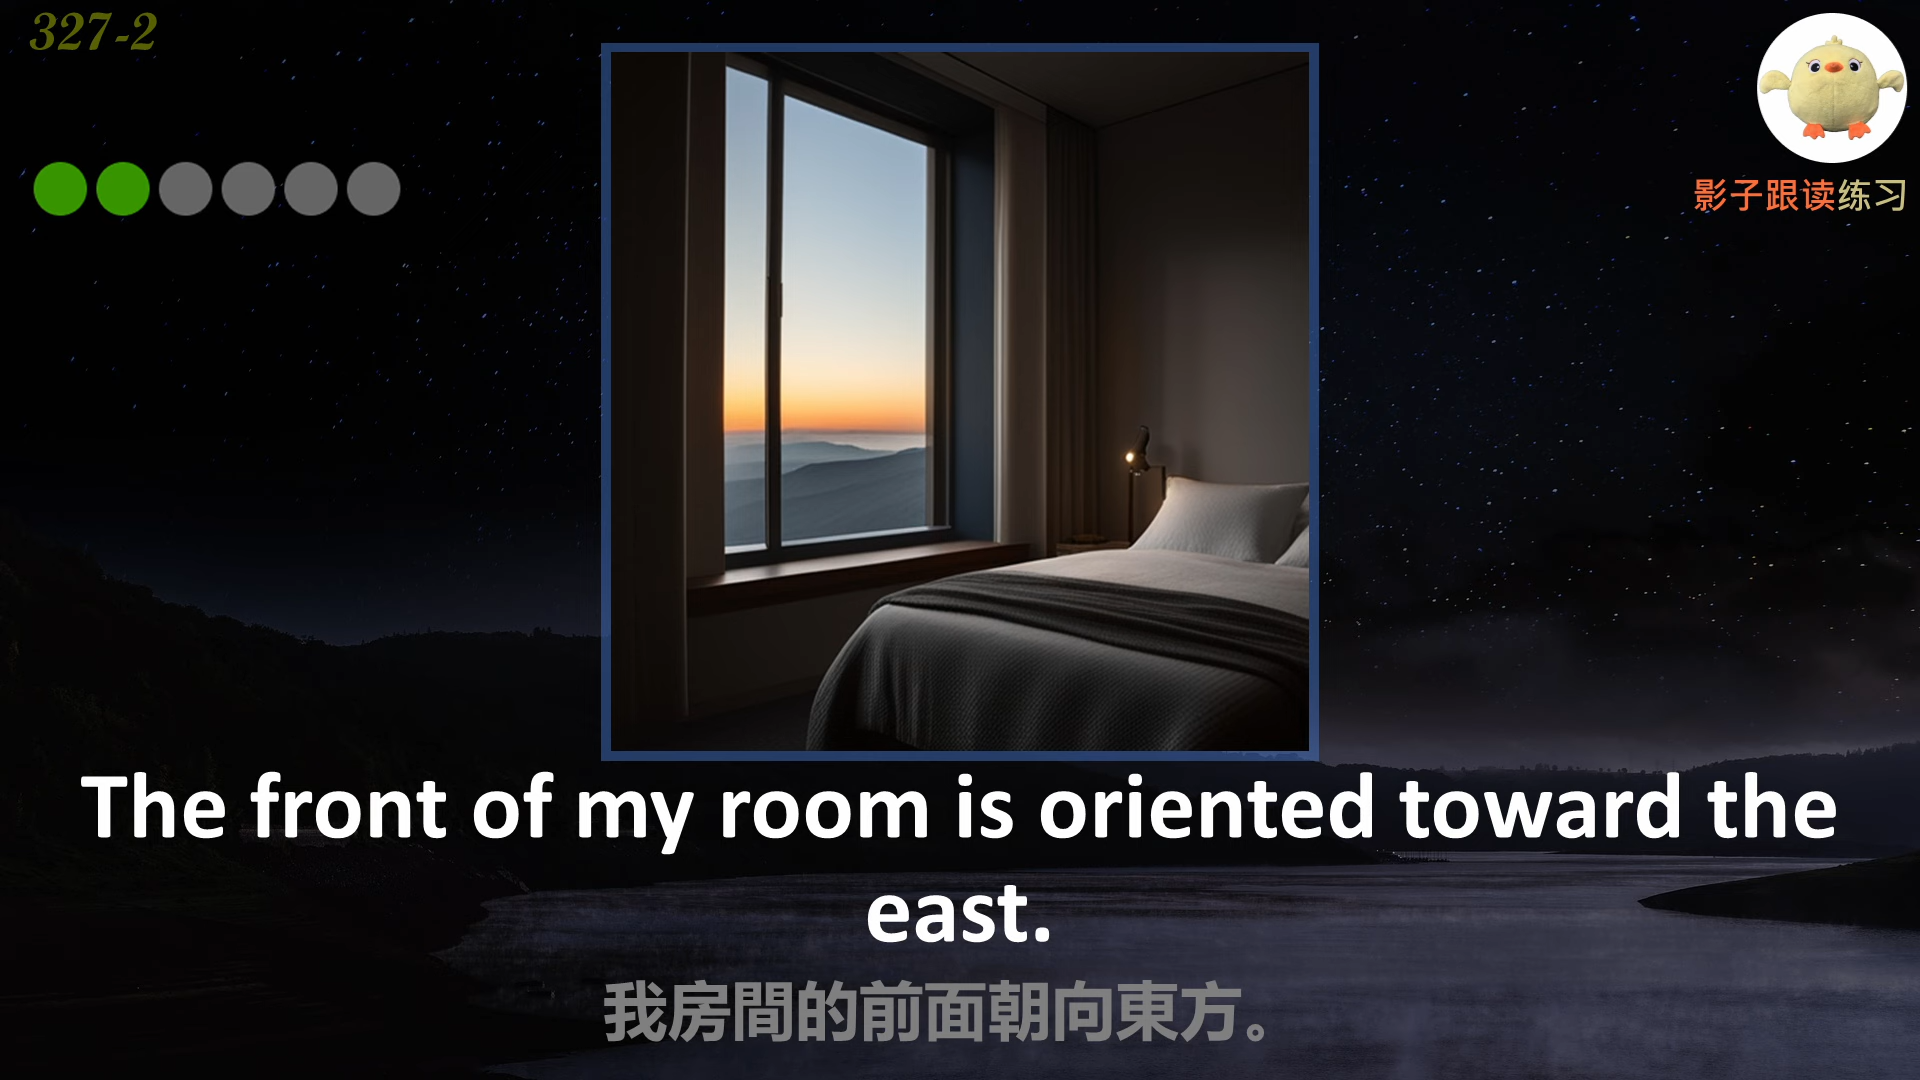 327-2
影子跟读练习
The front of my room is oriented toward the
east.
我房間的前面朝向東方。